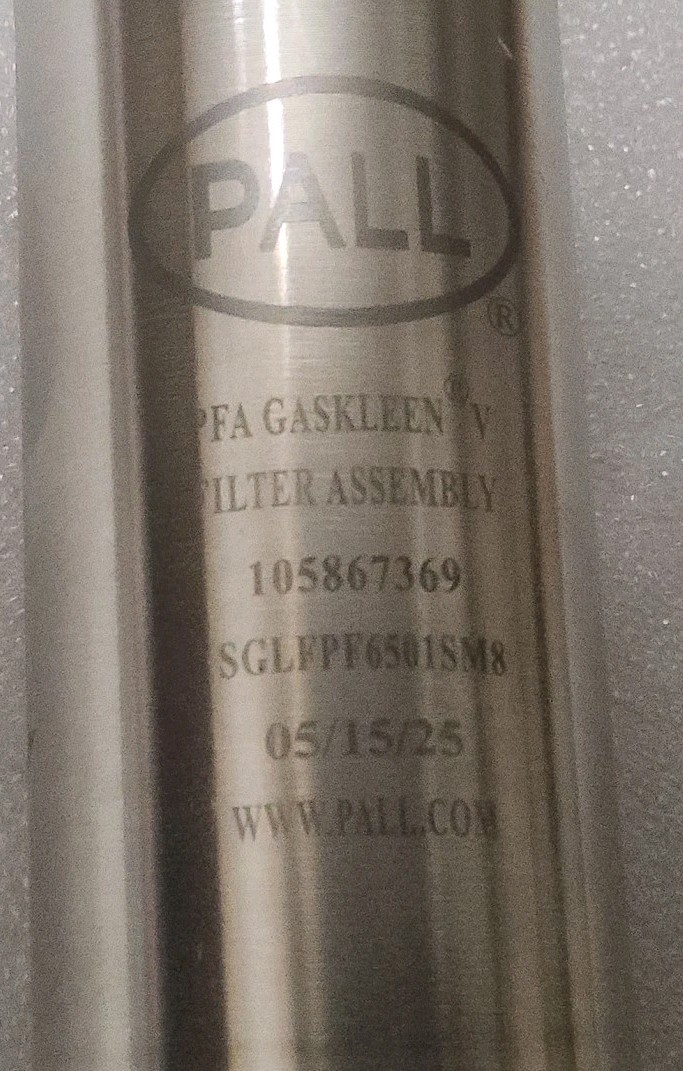 PALL
®
PFA GASKLEEN® V
FILTER ASSEMBLY
105867369
SGLFPF6501SM8
05/15/25
WWW.PALL.COM